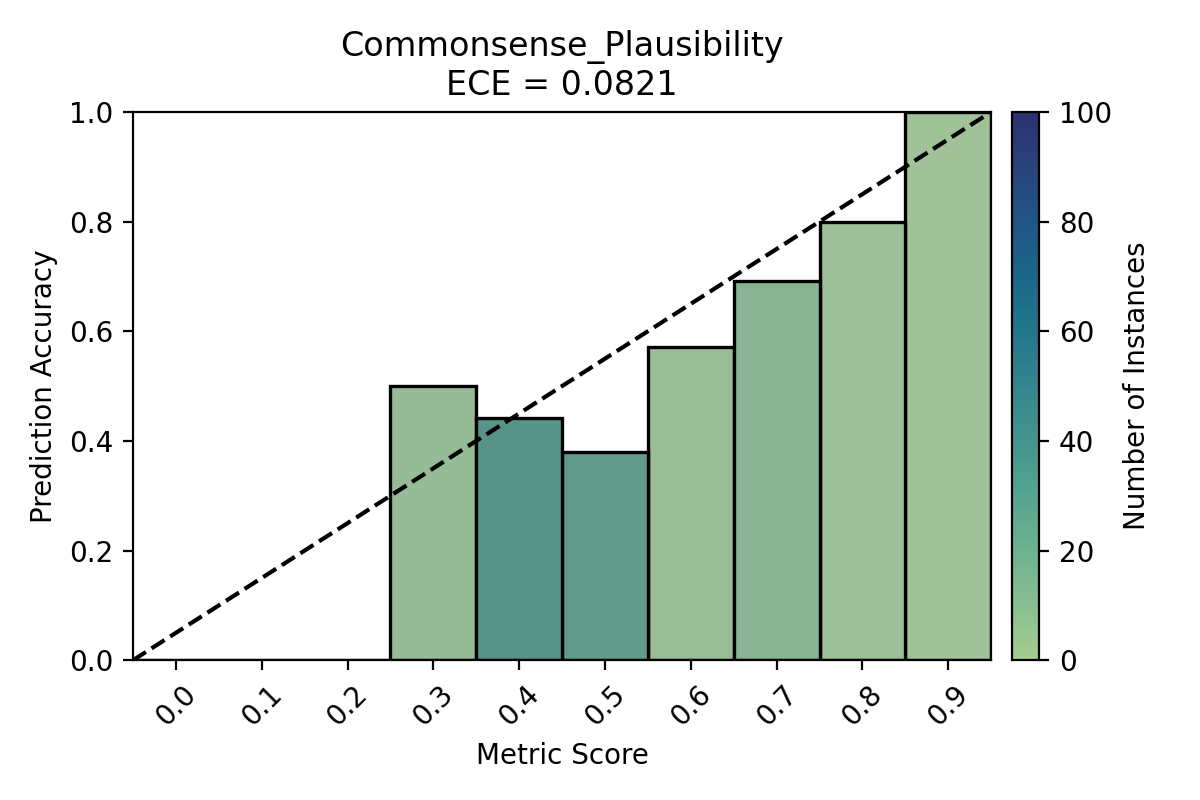 Commonsense_Plausibility
ECE = 0.0821
Prediction Accuracy
1.0
0.8
0.6
0.4
0.2
0.0
0.0 0.1 0.2 0.3 0.4 0.5 0.6 0.7 0.8 0.9
Metric Score
100
80
60
40
20
0
Number of Instances